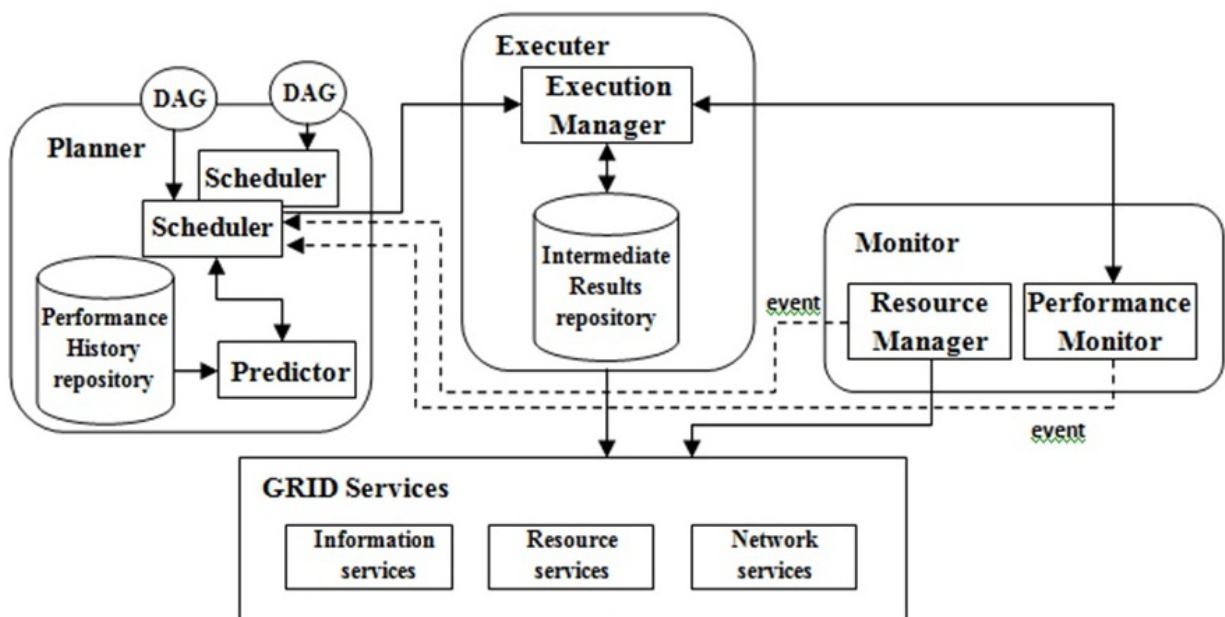 Executer
Execution
Manager
Intermediate
Results
repository
DAG
DAG
Planner
Scheduler
Scheduler
Performance
History
repository
Predictor
Monitor
Resource
Manager
Performance
Monitor
event
event
GRID Services
Information
services
Resource
services
Network
services